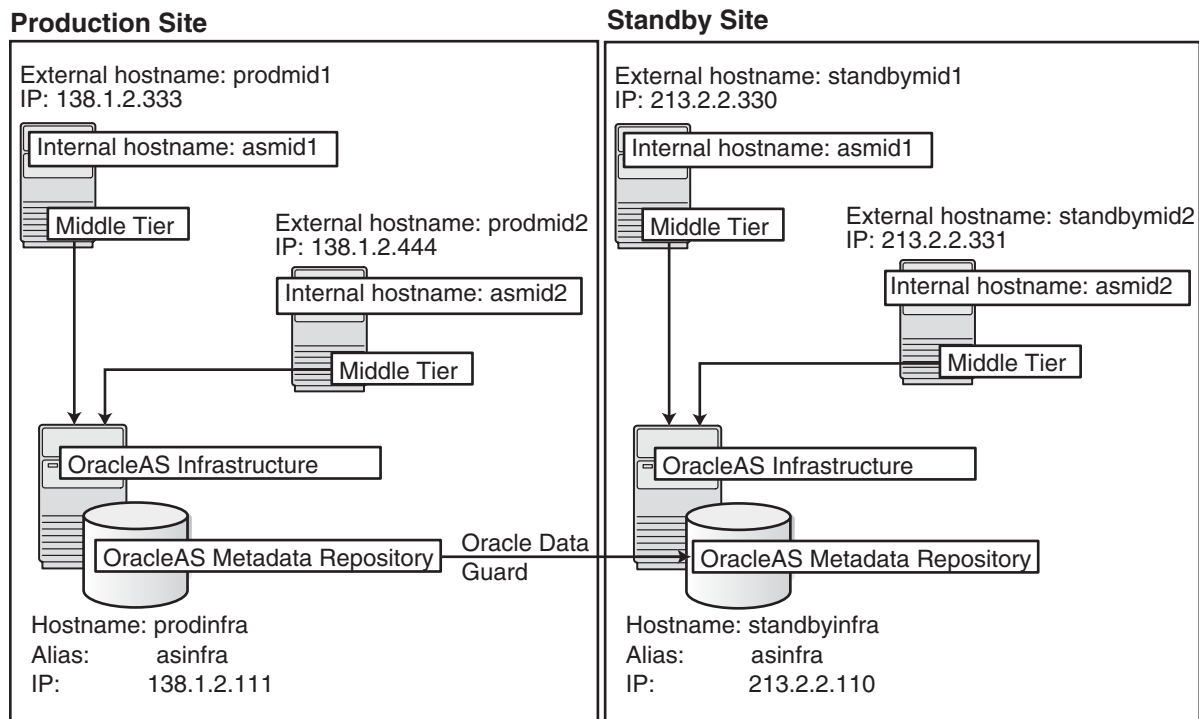 Production Site
External hostname: prodmid1
IP: 138.1.2.333
Internal hostname: asmid1
Middle Tier
External hostname: prodmid2
IP: 138.1.2.444
Internal hostname: asmid2
Middle Tier
OracleAS Infrastructure
OracleAS Metadata Repository
Oracle Data
Guard
Hostname: prodinfra
Alias: asinfra
IP: 138.1.2.111
Standby Site
External hostname: standbymid1
IP: 213.2.2.330
Internal hostname: asmid1
Middle Tier
External hostname: standbymid2
IP: 213.2.2.331
Internal hostname: asmid2
Middle Tier
OracleAS Infrastructure
OracleAS Metadata Repository
Hostname: standbyinfra
Alias: asinfra
IP: 213.2.2.110